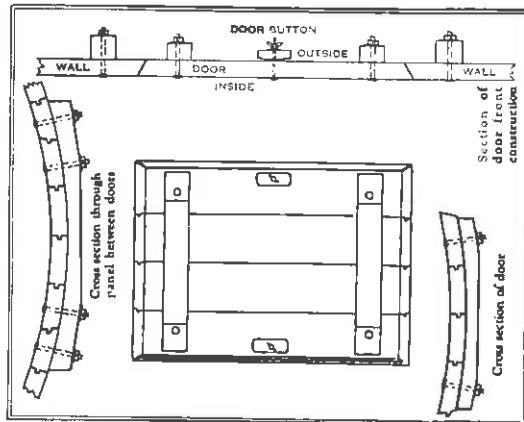 DOOR BUTTON
OUTSIDE
WALL
DOOR
WALL
INSIDE
Section of
door front
construction
Cross section through
panel between doors
Cross section of door